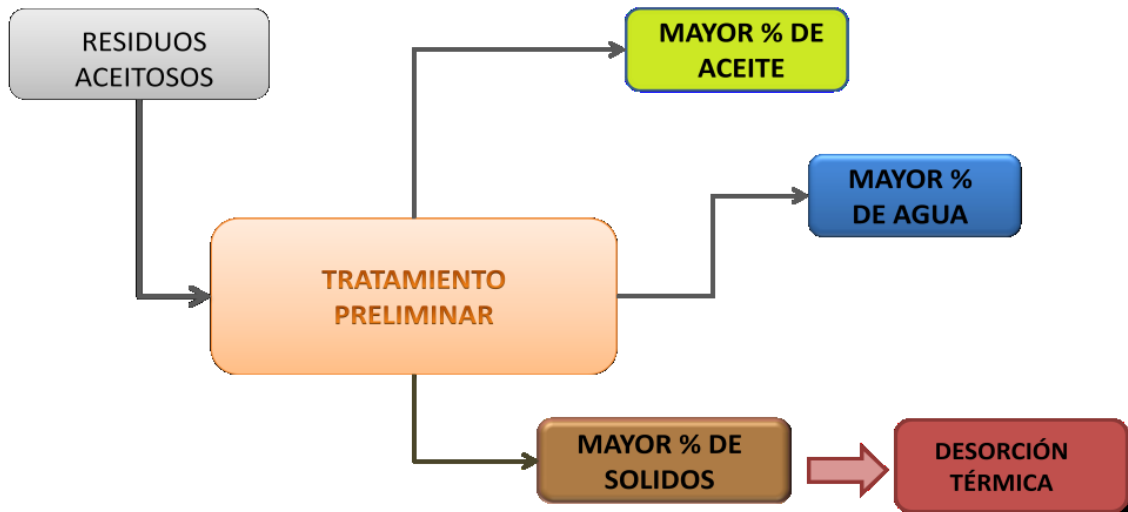 RESIDUOS
ACEITOSOS
MAYOR % DE
ACEITE
MAYOR %
DE AGUA
TRATAMIENTO
PRELIMINAR
MAYOR % DE
SOLIDOS
DESORCIÓN
TÉRMICA